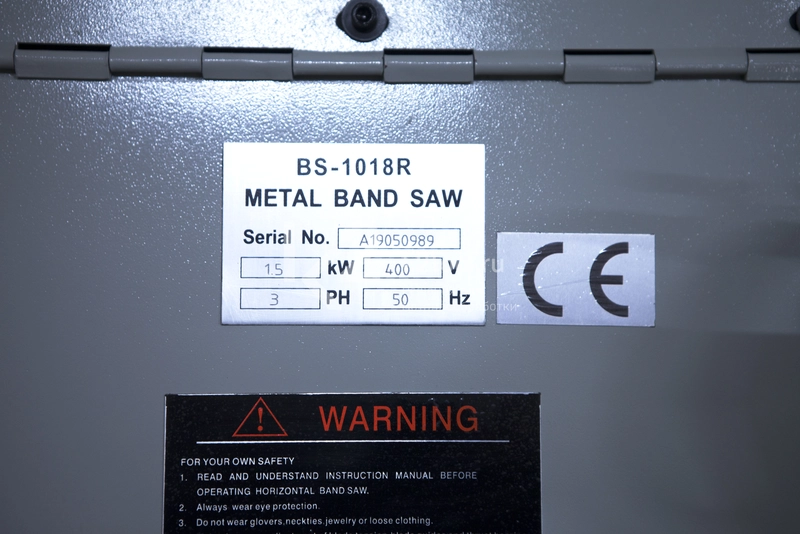 BS-1018R
METAL BAND SAW
Serial No. A19050989
1.5 kW 400 V
3 PH 50 Hz
CE
WARNING
FOR YOUR OWN SAFETY
1. READ AND UNDERSTAND INSTRUCTION MANUAL BEFORE
OPERATING HORIZONTAL BAND SAW.
2. Always wear eye protection.
3. Do not wear glovers,neckties,jewelry or loose clothing.